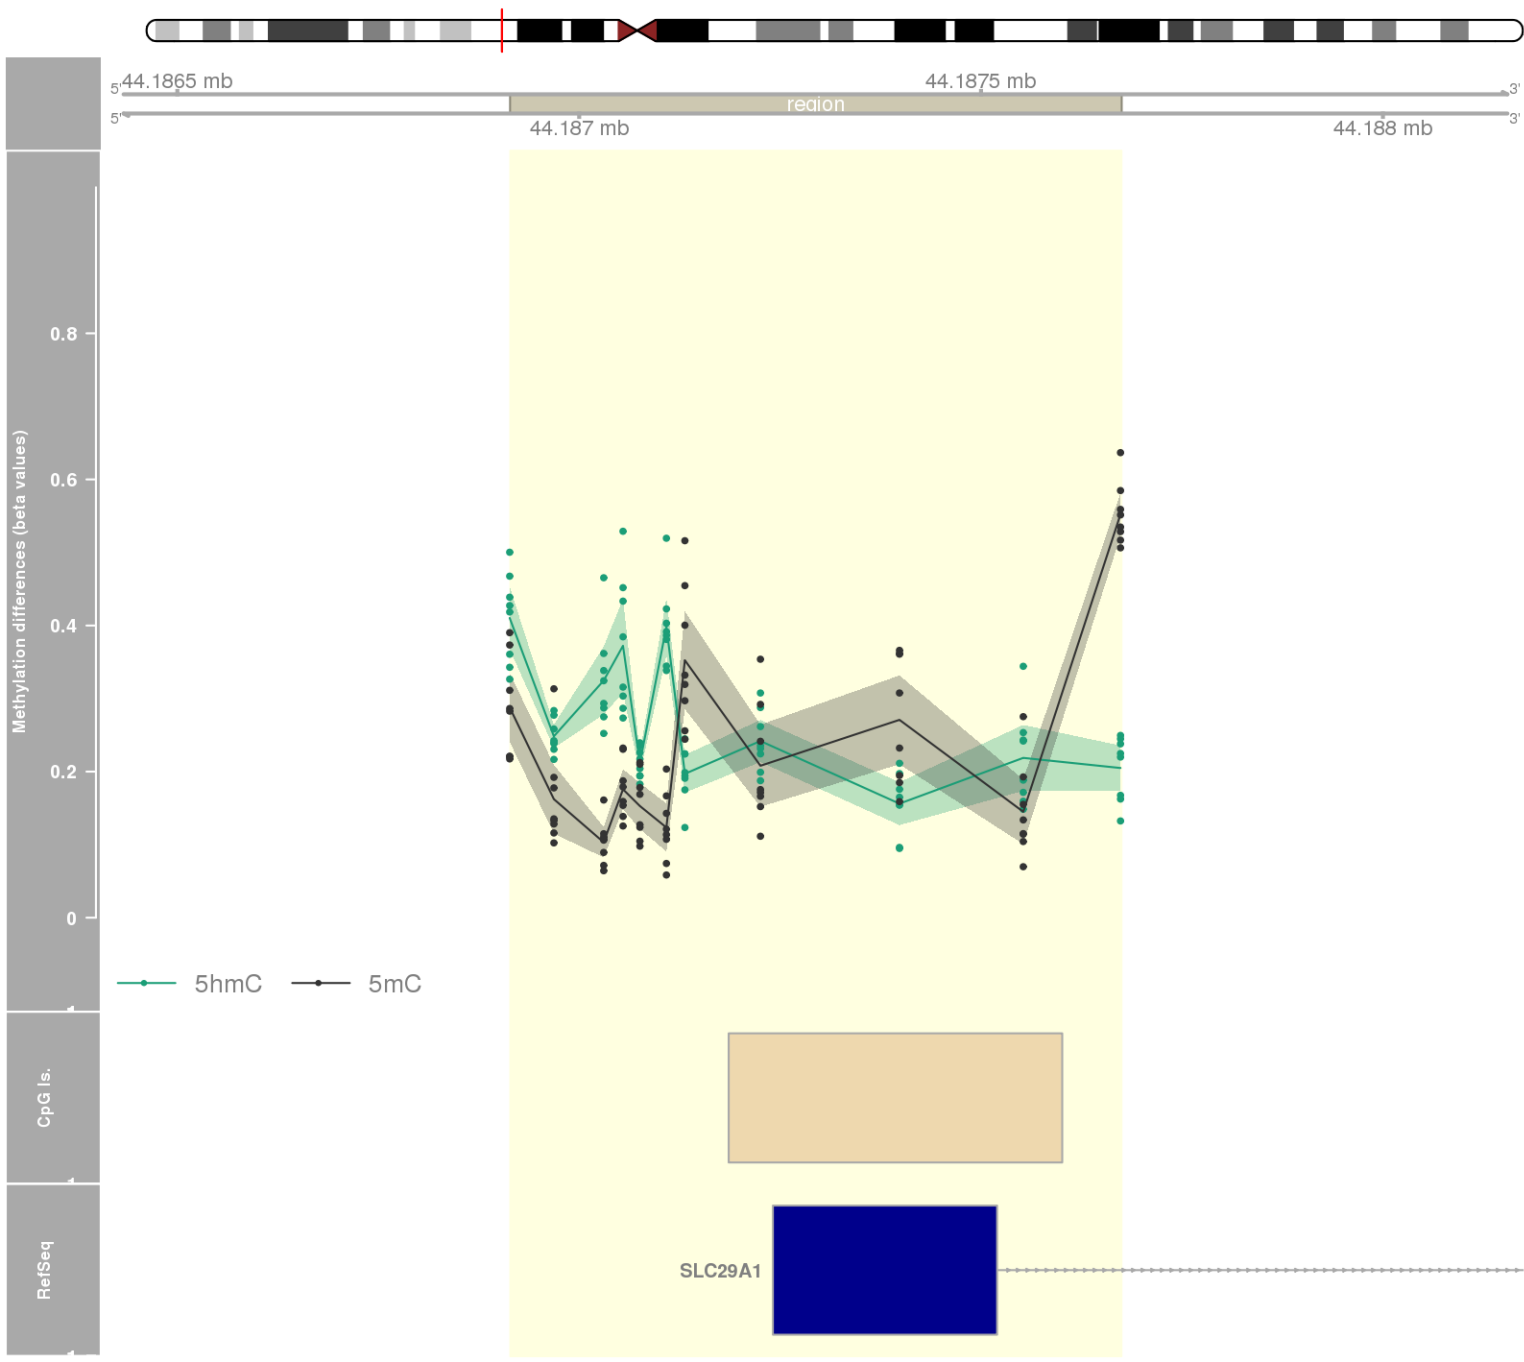 44.1865 mb
44.1875 mb
5'
3'
region
5'
3'
44.187 mb
44.188 mb
Methylation differences (beta values)
0.8
0.6
0.4
0.2
0
5hmC
5mC
CpG Is.
RefSeq
SLC29A1